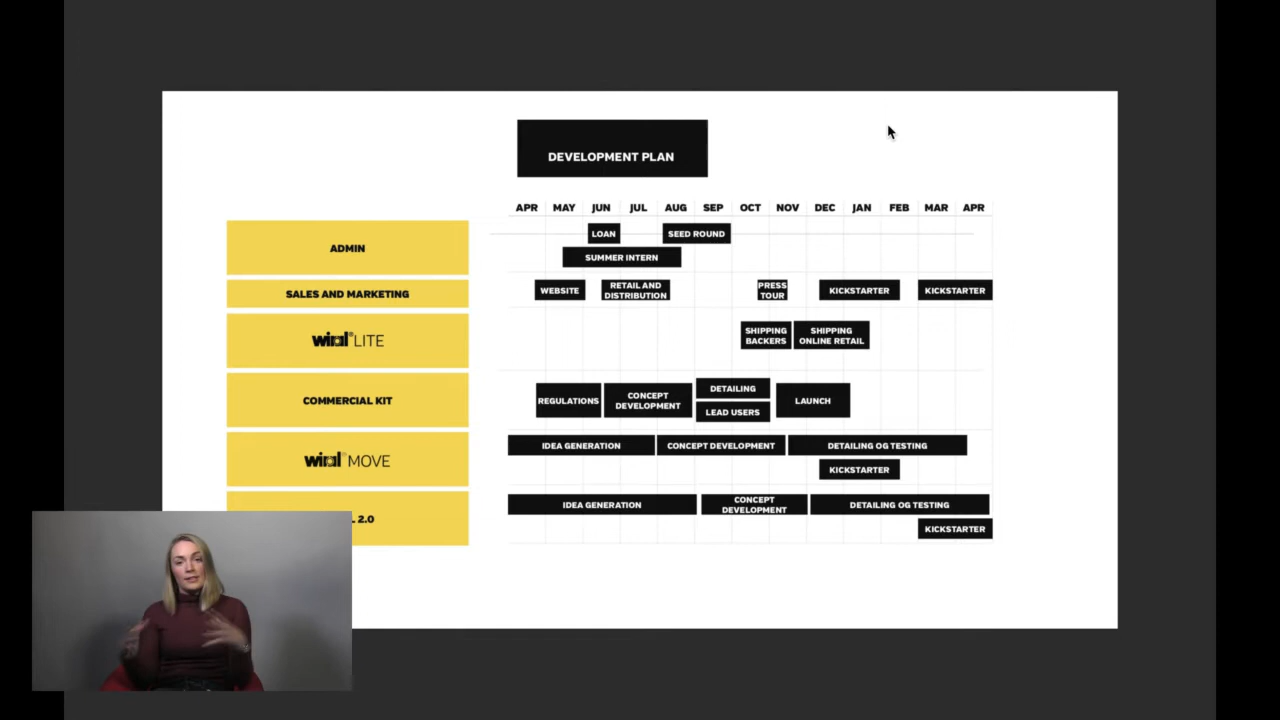 DEVELOPMENT PLAN
APR MAY JUN JUL AUG SEP OCT NOV DEC JAN FEB MAR APR
ADMIN
LOAN
SEED ROUND
SUMMER INTERN
SALES AND MARKETING
WEBSITE
RETAIL AND
DISTRIBUTION
PRESS
TOUR
KICKSTARTER
KICKSTARTER
wiral® LITE
SHIPPING
BACKERS
SHIPPING
ONLINE RETAIL
COMMERCIAL KIT
REGULATIONS
CONCEPT
DEVELOPMENT
DETAILING
LEAD USERS
LAUNCH
wiral® MOVE
IDEA GENERATION
CONCEPT DEVELOPMENT
DETAILING OG TESTING
KICKSTARTER
2.0
IDEA GENERATION
CONCEPT
DEVELOPMENT
DETAILING OG TESTING
KICKSTARTER